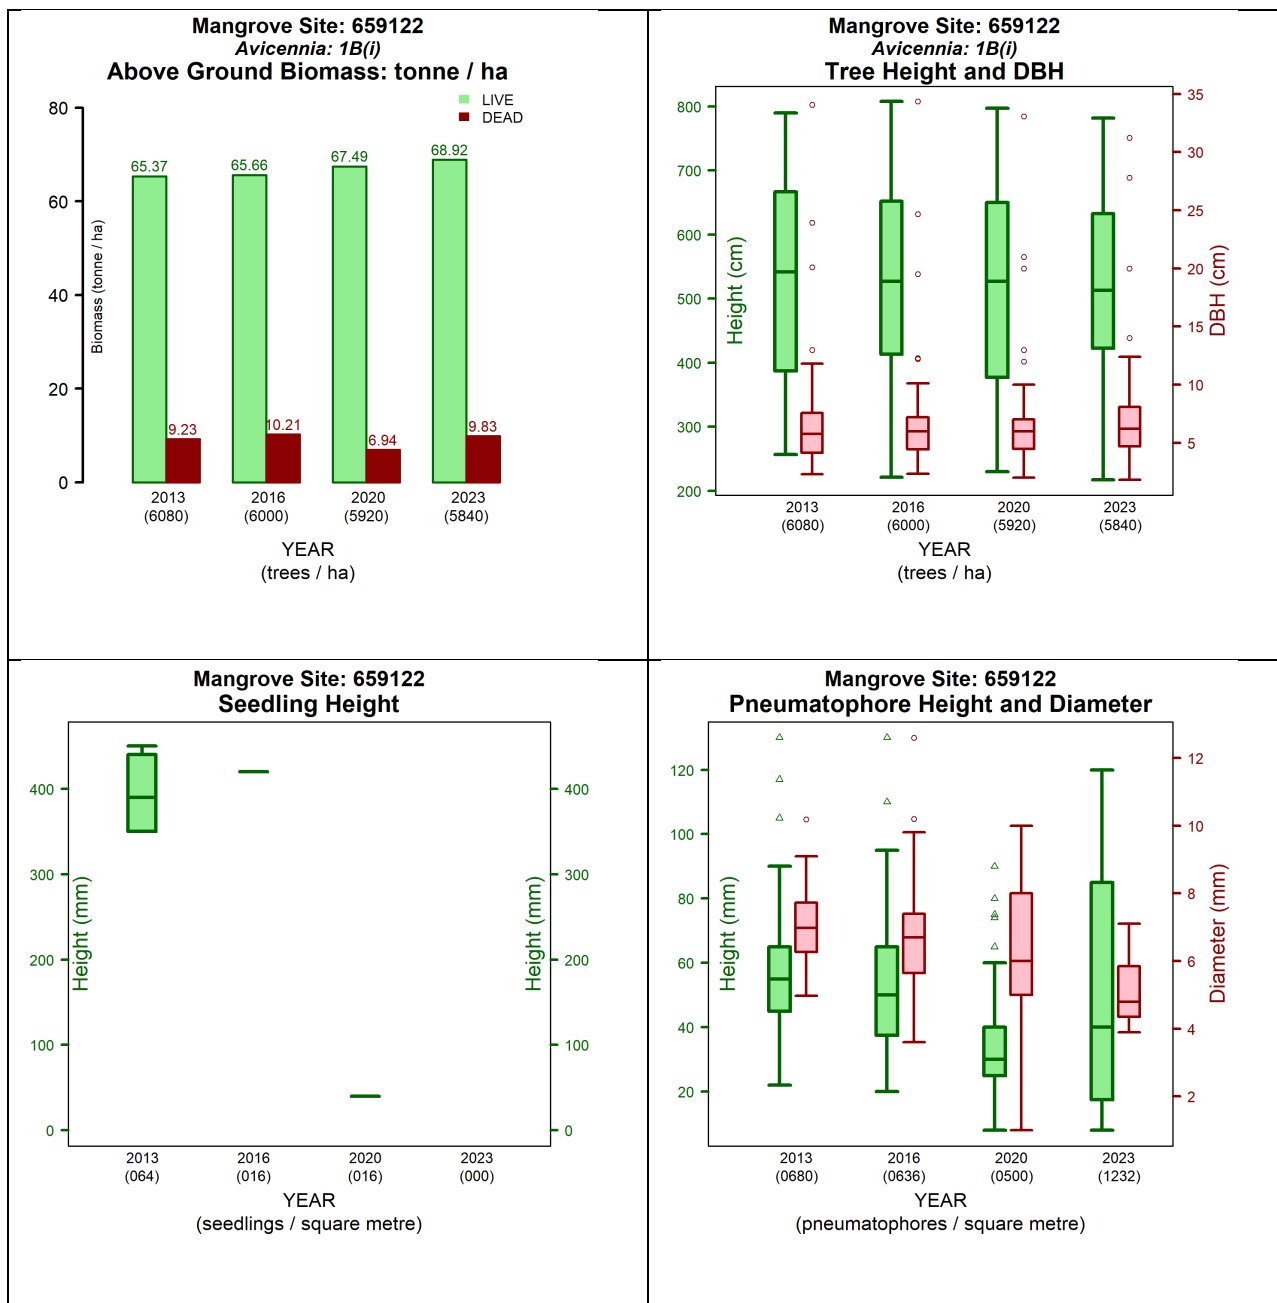 Mangrove Site: 659122
Avicennia: 1B(i)
Above Ground Biomass: tonne / ha
LIVE
DEAD
80
60
40
20
0
Biomass (tonne / ha)
65.37
65.66
67.49
68.92
9.23
10.21
6.94
9.83
2013 2016 2020 2023
(6080) (6000) (5920) (5840)
YEAR
(trees / ha)
Mangrove Site: 659122
Avicennia: 1B(i)
Tree Height and DBH
800
700
600
500
400
300
200
Height (cm)
35
30
25
20
15
10
5
DBH (cm)
2013 2016 2020 2023
(6080) (6000) (5920) (5840)
YEAR
(trees / ha)
Mangrove Site: 659122
Seedling Height
400
300
200
100
0
Height (mm)
400
300
200
100
0
Height (mm)
2013 2016 2020 2023
(064) (016) (016) (000)
YEAR
(seedlings / square metre)
Mangrove Site: 659122
Pneumatophore Height and Diameter
120
100
80
60
40
20
Height (mm)
12
10
8
6
4
2
Diameter (mm)
2013 2016 2020 2023
(0680) (0636) (0500) (1232)
YEAR
(pneumatophores / square metre)